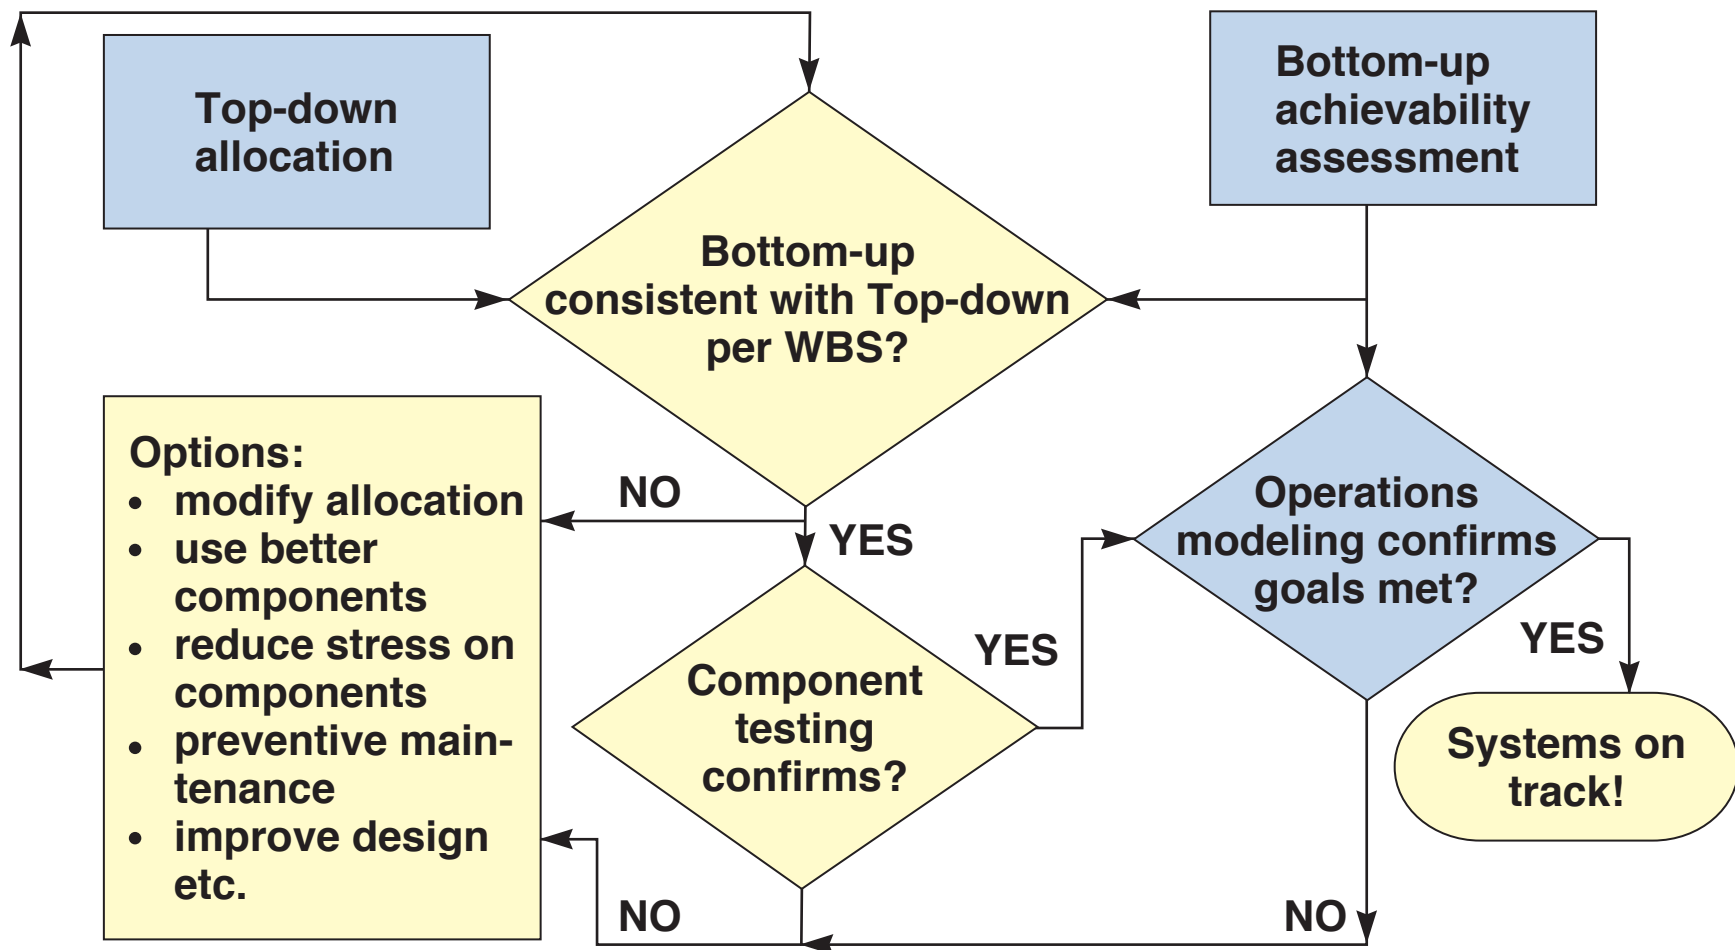 Top-down
allocation
Bottom-up
achievability
assessment
Bottom-up
consistent with Top-down
per WBS?
Options:
• modify allocation
• use better
components
• reduce stress on
components
• preventive main-
tenance
• improve design
etc.
NO
YES
Operations
modeling confirms
goals met?
YES
YES
Component
testing
confirms?
Systems on
track!
NO
NO